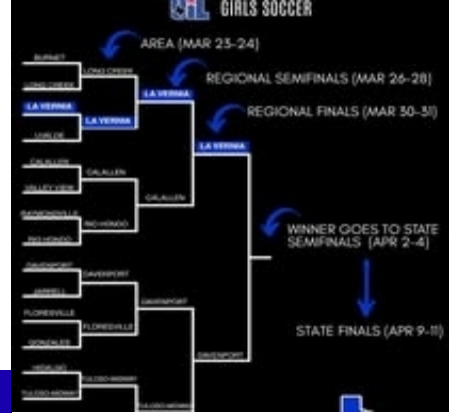 UIL GIRLS SOCCER
AREA (MAR 23-24)
BURNET
LONG CREEK
LONG CREEK
REGIONAL SEMIFINALS (MAR 26-28)
LA VERNIA
LA VERNIA
LA VERNIA
REGIONAL FINALS (MAR 30-31)
UVALDE
LA VERNIA
CALALLEN
CALALLEN
VALLEY VIEW
CALALLEN
RAYMONDVILLE
RIO HONDO
RIO HONDO
WINNER GOES TO STATE
SEMIFINALS (APR 2-4)
DAVENPORT
DAVENPORT
JARRELL
DAVENPORT
FLORESVILLE
FLORESVILLE
GONZALES
STATE FINALS (APR 9-11)
DAVENPORT
HIDALGO
TULOSO-MIDWAY
TULOSO-MIDWAY
TULOSO-MIDWAY